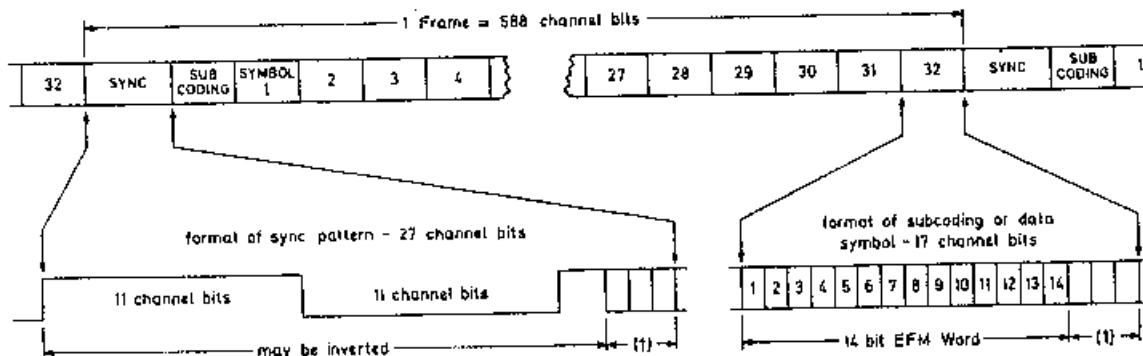 1 Frame = 588 channel bits
32 SYNC SUB CODING SYMBOL 1 2 3 4 27 28 29 30 31 32 SYNC SUB CODING 1
format of sync pattern - 27 channel bits
format of subcoding or data
symbol - 17 channel bits
11 channel bits 11 channel bits 1 2 3 4 5 6 7 8 9 10 11 12 13 14
may be inverted (1) 14 bit EFM Word (1)